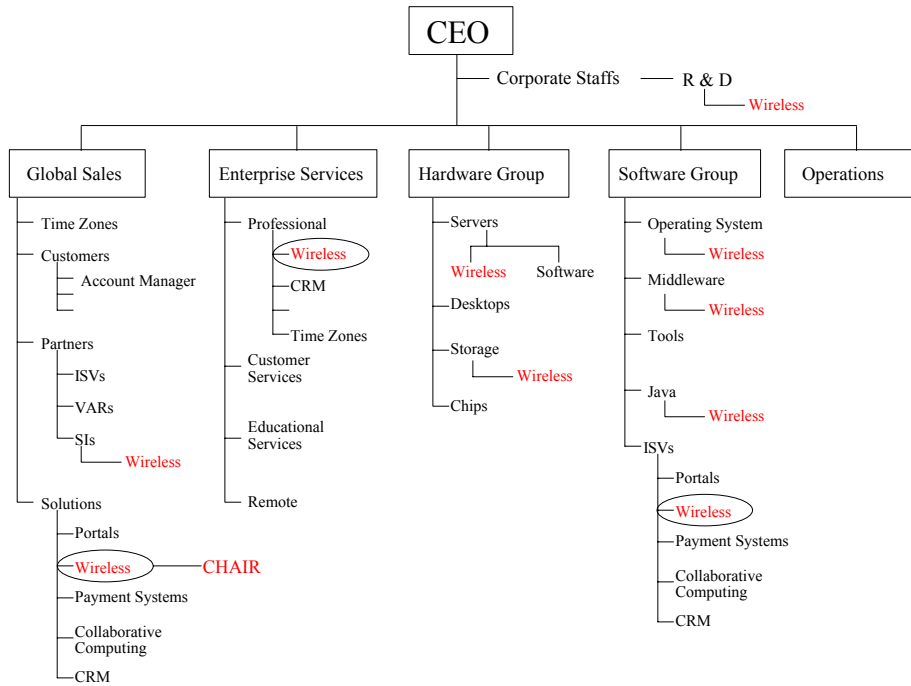 CEO
Corporate Staffs
R & D
Wireless
Global Sales
Time Zones
Customers
Account Manager
Partners
ISVs
VARs
SIs
Wireless
Solutions
Portals
Wireless
CHAIR
Payment Systems
Collaborative
Computing
CRM
Enterprise Services
Professional
Wireless
CRM
Time Zones
Customer
Services
Educational
Services
Remote
Hardware Group
Servers
Wireless
Software
Desktops
Storage
Wireless
Chips
Software Group
Operating System
Wireless
Middleware
Wireless
Tools
Java
Wireless
ISVs
Portals
Wireless
Payment Systems
Collaborative
Computing
CRM
Operations